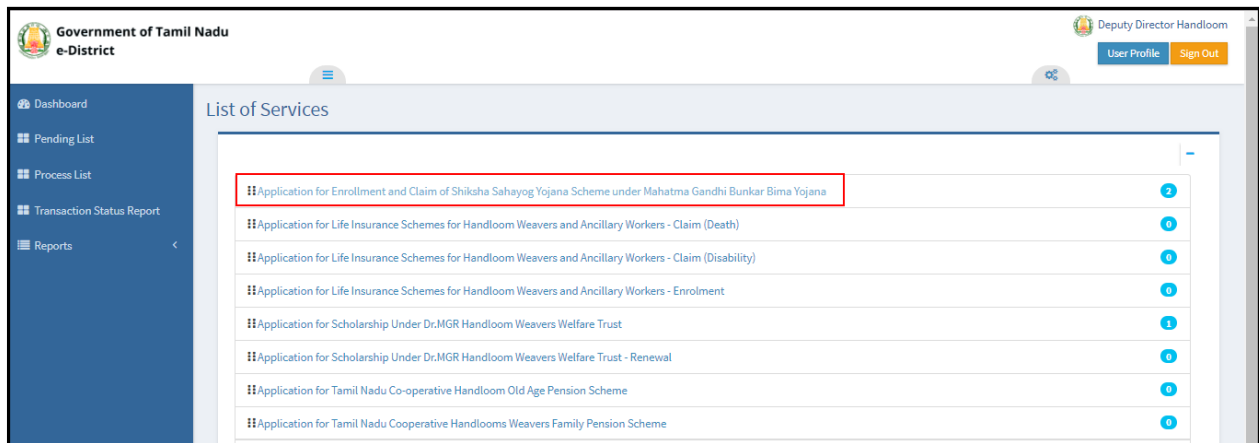 Government of Tamil Nadu
e-District
Deputy Director Handloom
User Profile
Sign Out
Dashboard
Pending List
Process List
Transaction Status Report
Reports
List of Services
Application for Enrollment and Claim of Shiksha Sahayog Yojana Scheme under Mahatma Gandhi Bunkar Bima Yojana 2
Application for Life Insurance Schemes for Handloom Weavers and Ancillary Workers - Claim (Death) 0
Application for Life Insurance Schemes for Handloom Weavers and Ancillary Workers - Claim (Disability) 0
Application for Life Insurance Schemes for Handloom Weavers and Ancillary Workers - Enrolment 0
Application for Scholarship Under Dr.MGR Handloom Weavers Welfare Trust 1
Application for Scholarship Under Dr.MGR Handloom Weavers Welfare Trust - Renewal 0
Application for Tamil Nadu Co-operative Handloom Old Age Pension Scheme 0
Application for Tamil Nadu Cooperative Handlooms Weavers Family Pension Scheme 0